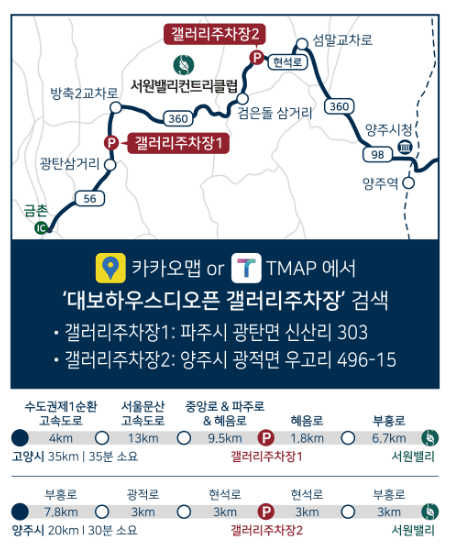 갤러리주차장2
섬말교차로
서원밸리컨트리클럽
현석로
방축2교차로
검은돌 삼거리
360
360
양주시청
갤러리주차장1
98
광탄삼거리
양주역
56
금촌
IC
카카오맵 or T TMAP 에서
'대보하우스디오픈 갤러리주차장' 검색
• 갤러리주차장1: 파주시 광탄면 신산리 303
• 갤러리주차장2: 양주시 광적면 우고리 496-15
수도권제1순환 고속도로
서울문산 고속도로
중앙로 & 파주로 & 혜음로
혜음로
부흥로
4km
13km
9.5km
P
1.8km
6.7km
고양시 35km | 35분 소요
갤러리주차장1
서원밸리
부흥로
광적로
현석로
현석로
부흥로
7.8km
3km
3km
P
3km
3km
양주시 20km | 30분 소요
갤러리주차장2
서원밸리